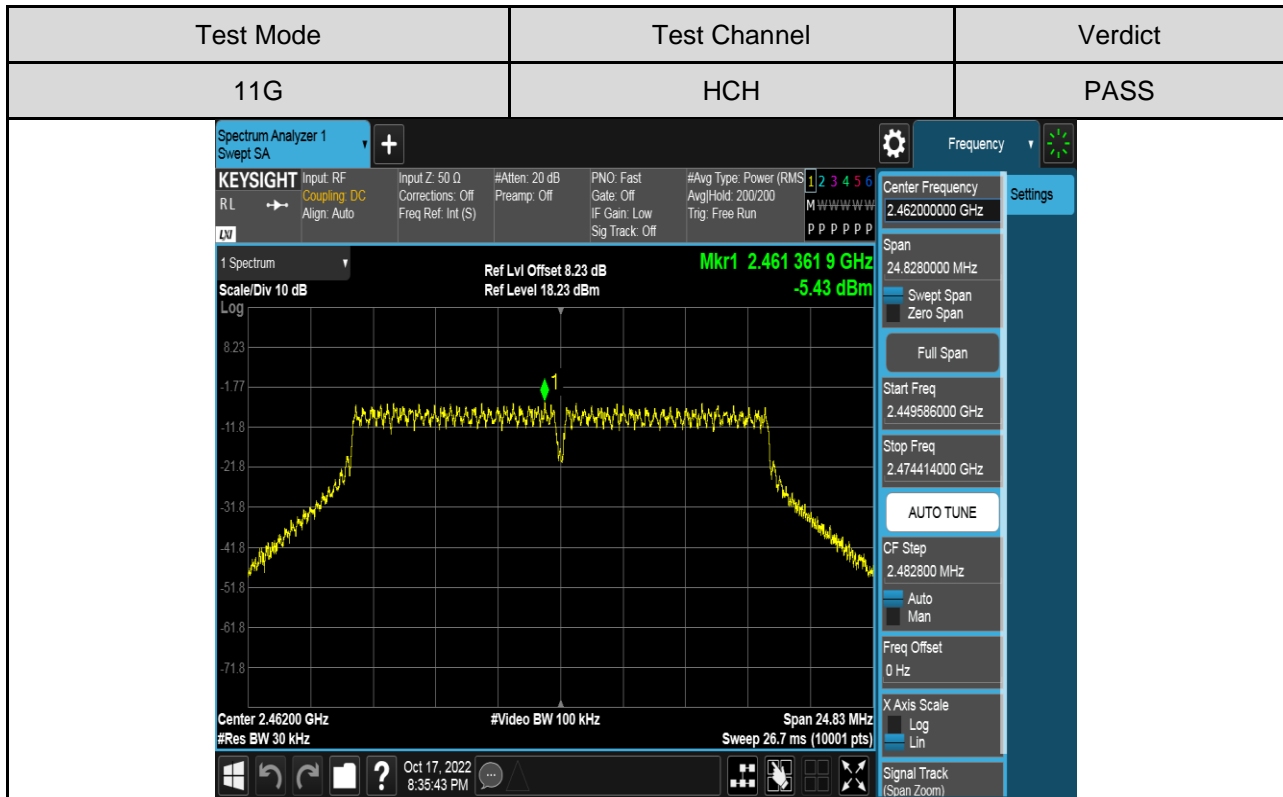 Test Mode Test Channel Verdict
11G HCH PASS
Spectrum Analyzer 1
Swept SA
+
Frequency
KEYSIGHT
RL
LXI
Input: RF
Coupling: DC
Align: Auto
Input Z: 50 Ω
Corrections: Off
Freq Ref: Int (S)
#Atten: 20 dB
Preamp: Off
PNO: Fast
Gate: Off
IF Gain: Low
Sig Track: Off
#Avg Type: Power (RMS
Avg|Hold: 200/200
Trig: Free Run
1 2 3 4 5 6
M W W W W W
P P P P P P
1 Spectrum
Scale/Div 10 dB
Log
Ref Lvl Offset 8.23 dB
Ref Level 18.23 dBm
Mkr1 2.461 361 9 GHz
-5.43 dBm
8.23
-1.77
-11.8
-21.8
-31.8
-41.8
-51.8
-61.8
-71.8
1
Center 2.46200 GHz
#Res BW 30 kHz
#Video BW 100 kHz
Span 24.83 MHz
Sweep 26.7 ms (10001 pts)
Center Frequency
2.462000000 GHz
Settings
Span
24.8280000 MHz
Swept Span
Zero Span
Full Span
Start Freq
2.449586000 GHz
Stop Freq
2.474414000 GHz
AUTO TUNE
CF Step
2.482800 MHz
Auto
Man
Freq Offset
0 Hz
X Axis Scale
Log
Lin
Signal Track
(Span Zoom)
?
Oct 17, 2022
8:35:43 PM